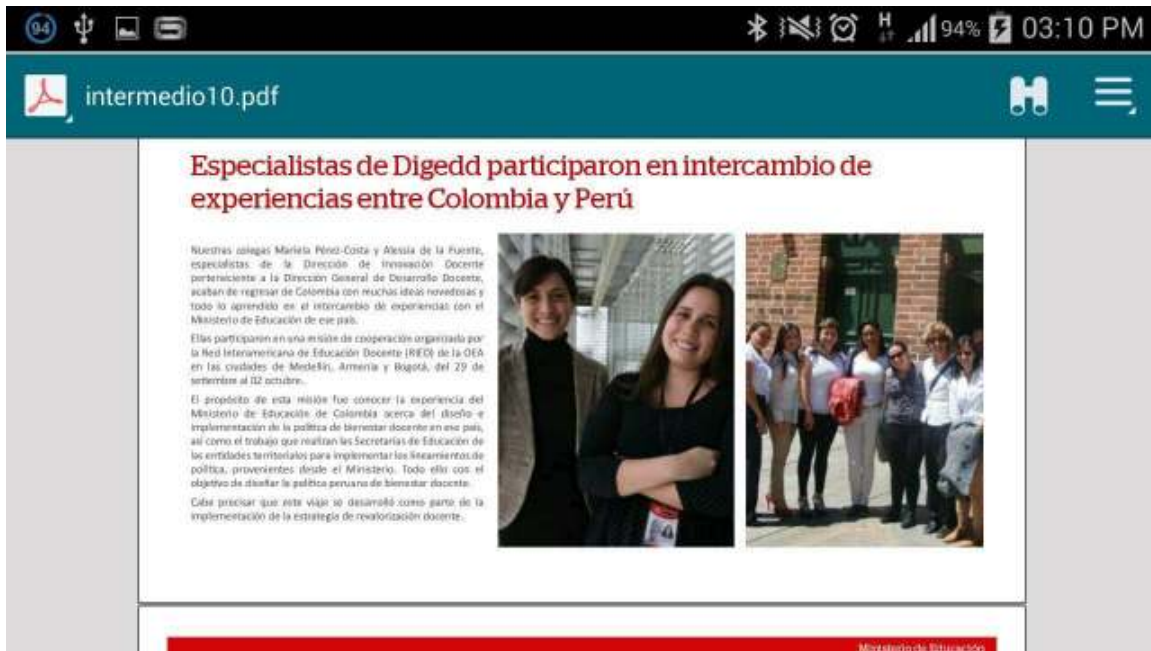 94
94% 03:10 PM
intermedio10.pdf
Especialistas de Digedd participaron en intercambio de
experiencias entre Colombia y Perú
Nuestras colegas Mariela Pérez-Costa y Alessia de la Fuente,
especialistas de la Dirección de Innovación Docente
perteneciente a la Dirección General de Desarrollo Docente,
acaban de regresar de Colombia con muchas ideas novedosas y
todo lo aprendido en el intercambio de experiencias con el
Ministerio de Educación de ese país.
Ellas participaron en una misión de cooperación organizada por
la Red Interamericana de Educación Docente (RIED) de la OEA
en las ciudades de Medellín, Armenia y Bogotá, del 29 de
setiembre al 02 octubre.
El propósito de esta misión fue conocer la experiencia del
Ministerio de Educación de Colombia acerca del diseño e
implementación de la política de bienestar docente en ese país,
así como el trabajo que realizan las Secretarías de Educación de
las entidades territoriales para implementar los lineamientos de
política, provenientes desde el Ministerio. Todo ello con el
objetivo de diseñar la política peruana de bienestar docente.
Cabe precisar que este viaje se desarrolló como parte de la
implementación de la estrategia de revalorización docente.
Ministerio de Educación